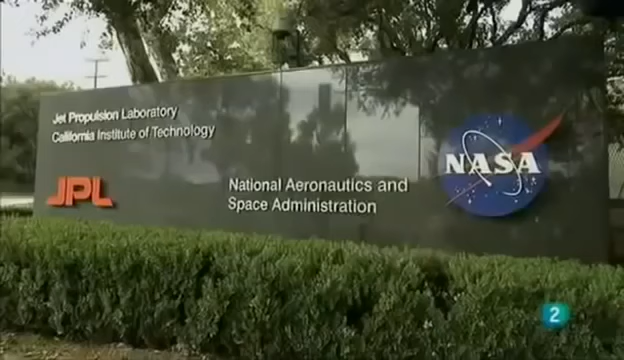 Jet Propulsion Laboratory
California Institute of Technology
JPL
National Aeronautics and
Space Administration
NASA
2